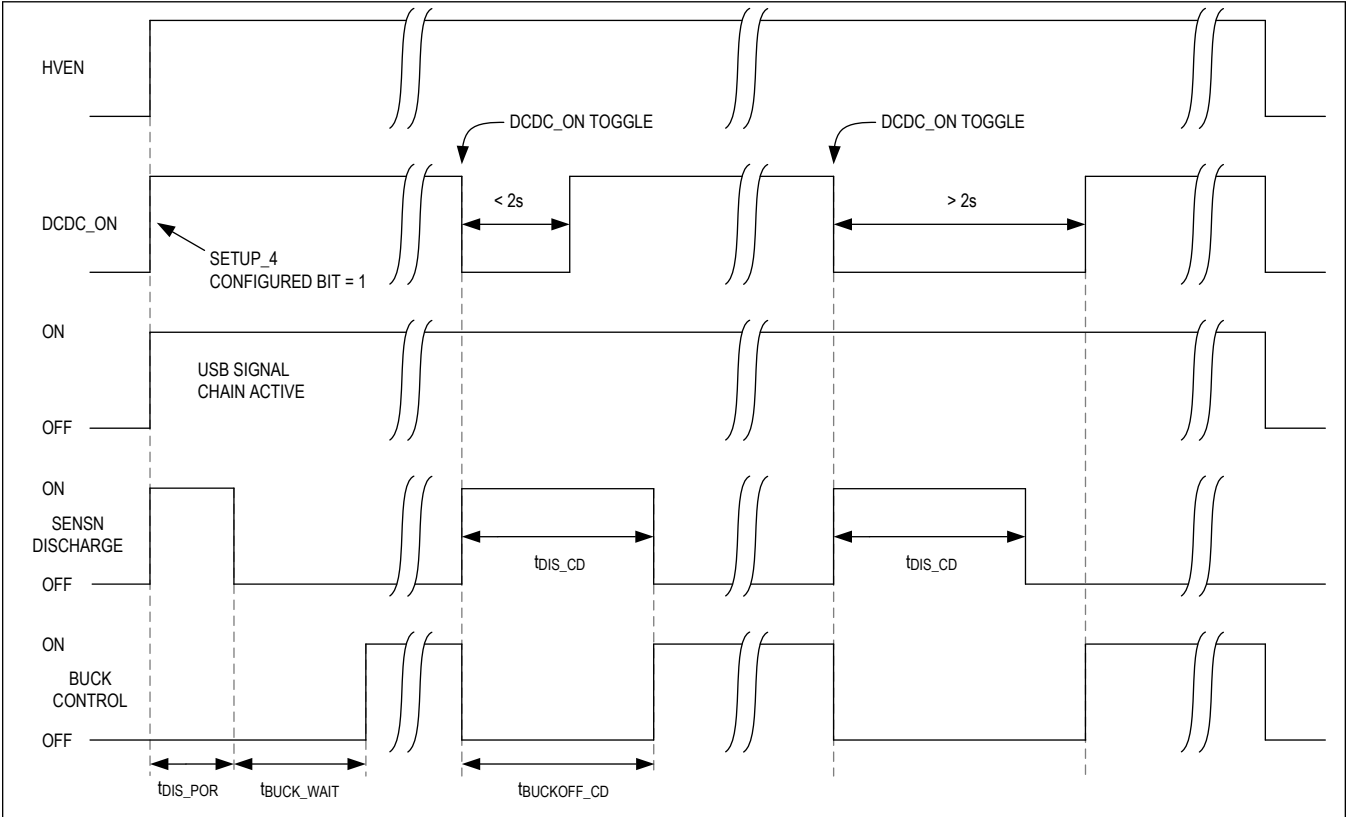 HVEN
DCDC_ON TOGGLE
DCDC_ON TOGGLE
DCDC_ON
< 2s
> 2s
SETUP_4
CONFIGURED BIT = 1
ON
USB SIGNAL
CHAIN ACTIVE
OFF
ON
SENSN
DISCHARGE
tDIS_CD
tDIS_CD
OFF
ON
BUCK
CONTROL
OFF
tDIS_POR
tBUCK_WAIT
tBUCKOFF_CD